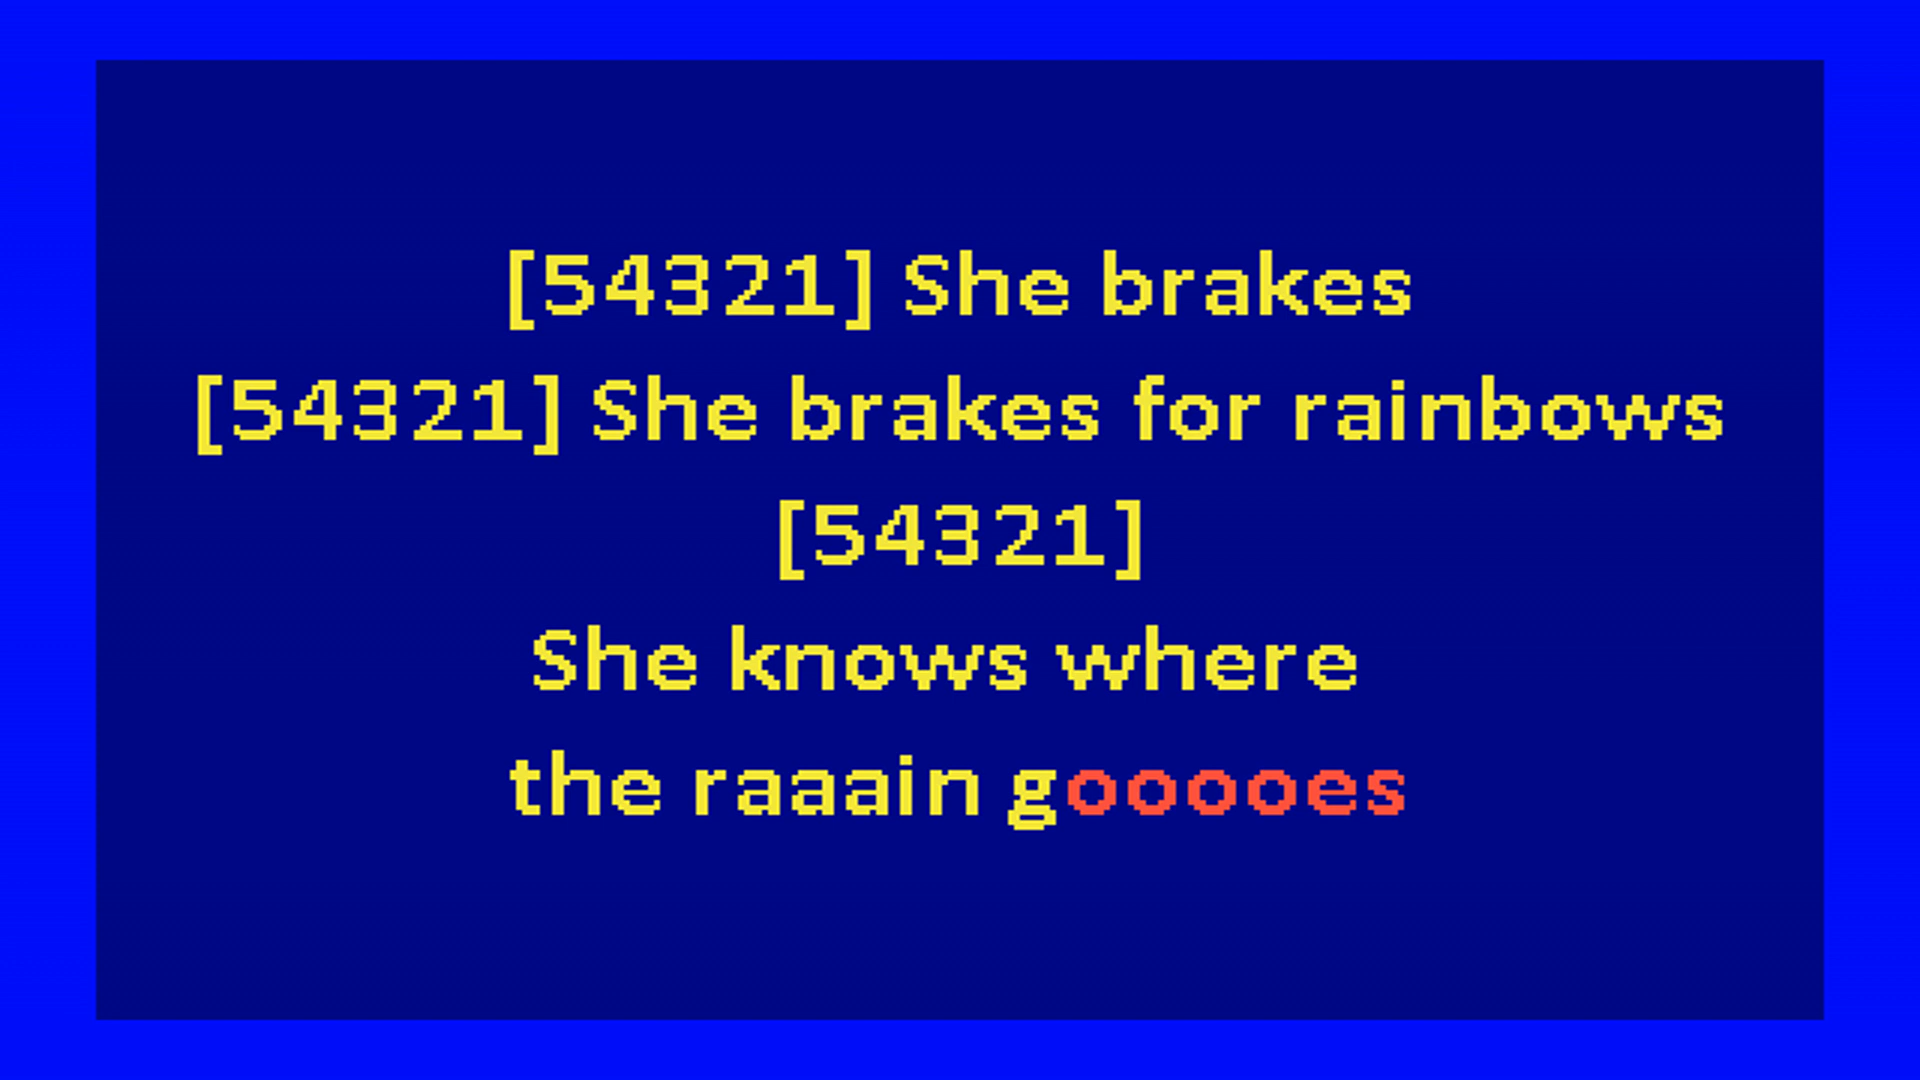 [54321] She brakes
[54321] She brakes for rainbows
[54321]
She knows where
the raaain gooooes